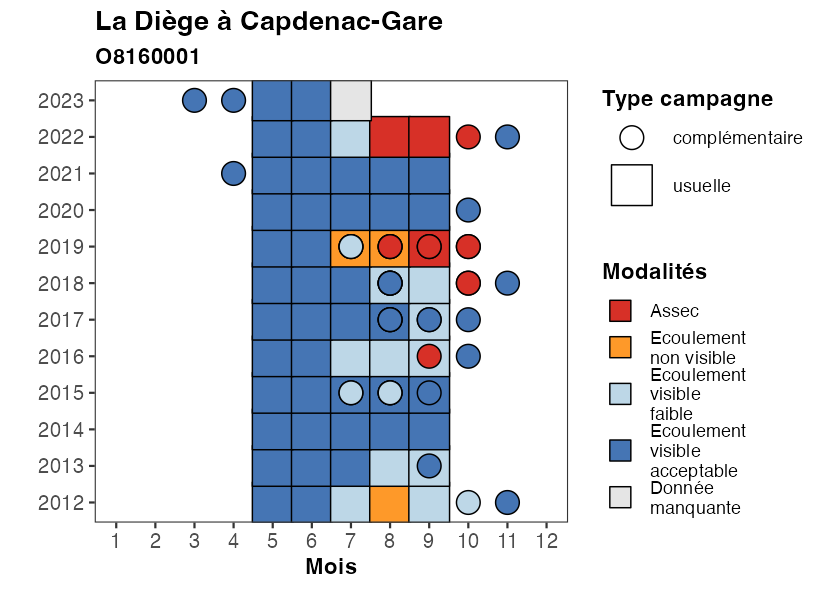 La Diège à Capdenac-Gare
O8160001
2023
2022
2021
2020
2019
2018
2017
2016
2015
2014
2013
2012
1 2 3 4 5 6 7 8 9 10 11 12
Mois
Type campagne
complémentaire
usuelle
Modalités
Assec
Ecoulement
non visible
Ecoulement
visible
faible
Ecoulement
visible
acceptable
Donnée
manquante